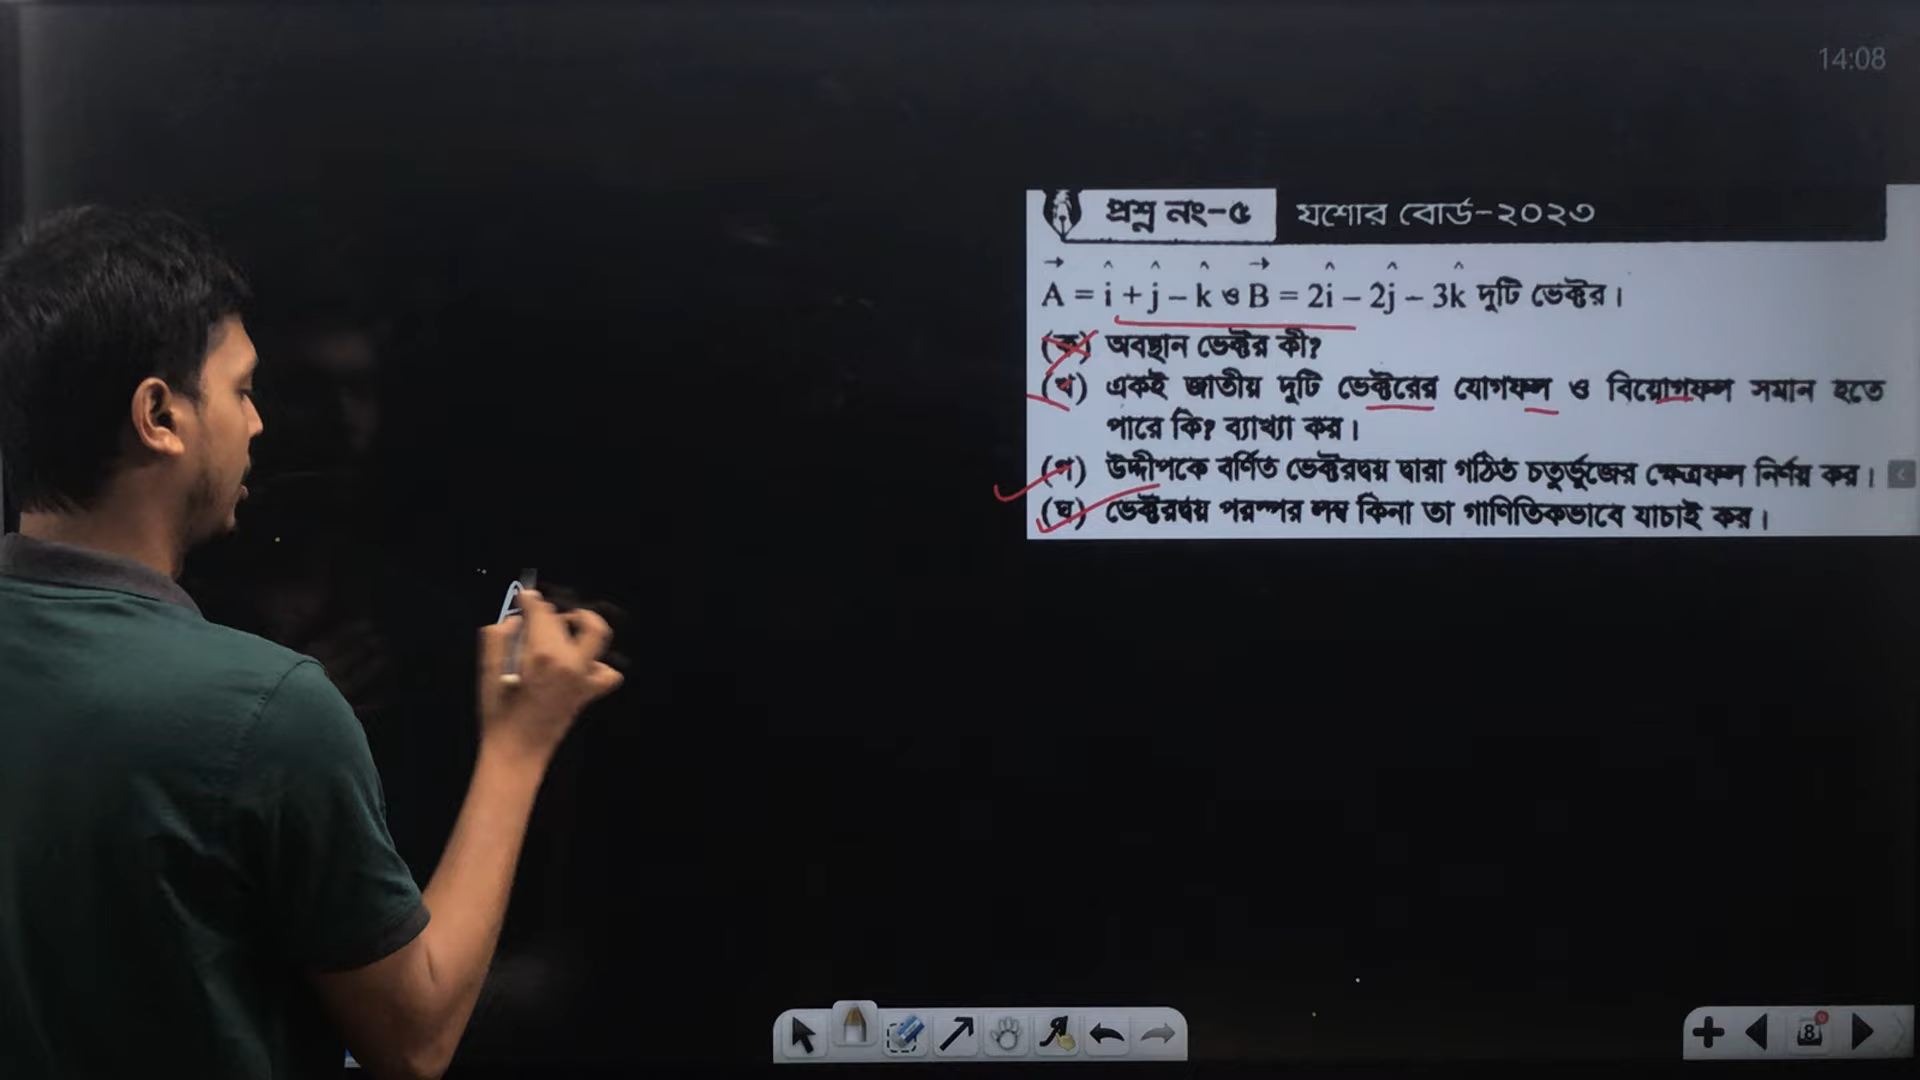 14:08
প্রশ্ন নং-৫ যশোর বোর্ড-২০২৩
A⃗ = î + ĵ – k̂ ও B⃗ = 2î – 2ĵ – 3k̂ দুটি ভেক্টর।
(ক) অবস্থান ভেক্টর কী?
(খ) একই জাতীয় দুটি ভেক্টরের যোগফল ও বিয়োগফল সমান হতে
পারে কি? ব্যাখ্যা কর।
(গ) উদ্দীপকে বর্ণিত ভেক্টরদ্বয় দ্বারা গঠিত চতুর্ভুজের ক্ষেত্রফল নির্ণয় কর।
(ঘ) ভেক্টরদ্বয় পরস্পর লম্ব কিনা তা গাণিতিকভাবে যাচাই কর।
A
8